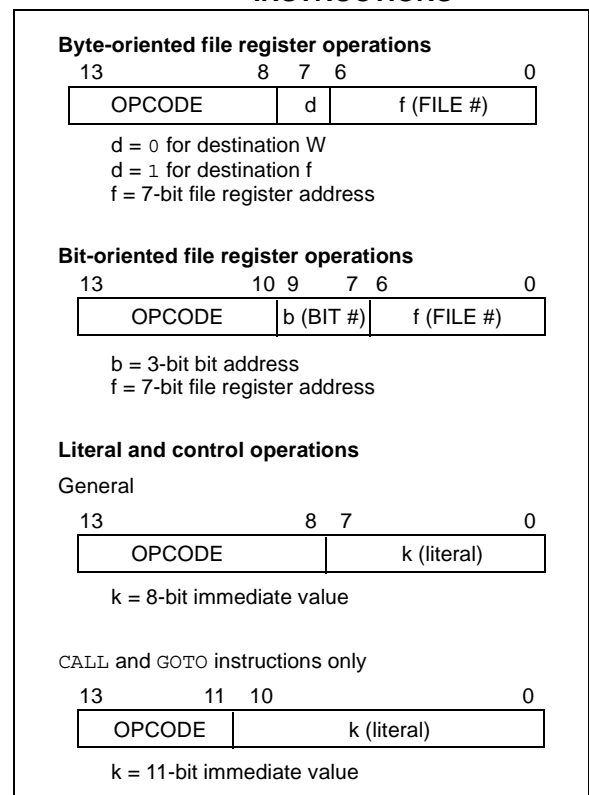 INSTRUCTIONS
Byte-oriented file register operations
13 8 7 6 0
OPCODE d f (FILE #)
d = 0 for destination W
d = 1 for destination f
f = 7-bit file register address
Bit-oriented file register operations
13 10 9 7 6 0
OPCODE b (BIT #) f (FILE #)
b = 3-bit bit address
f = 7-bit file register address
Literal and control operations
General
13 8 7 0
OPCODE k (literal)
k = 8-bit immediate value
CALL and GOTO instructions only
13 11 10 0
OPCODE k (literal)
k = 11-bit immediate value